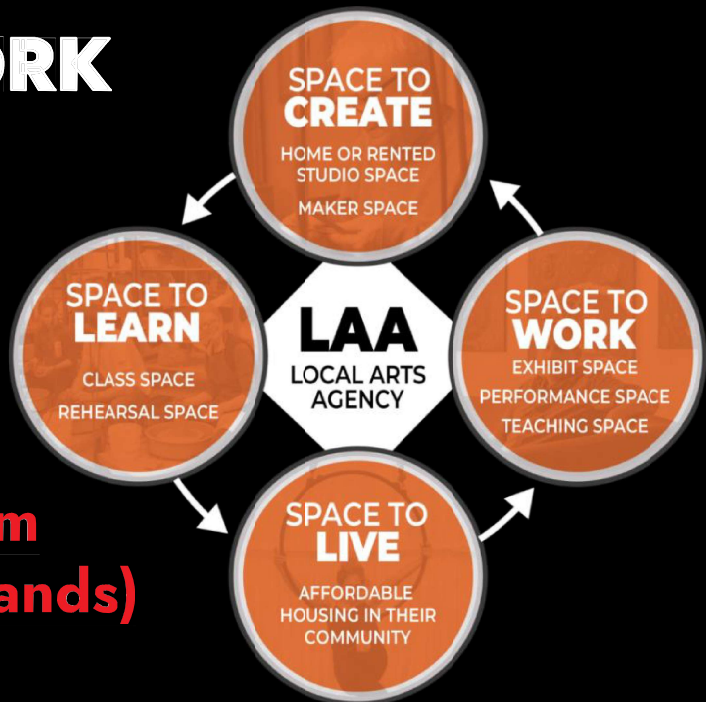 ORK
SPACE TO
CREATE
HOME OR RENTED
STUDIO SPACE
MAKER SPACE
SPACE TO
LEARN
CLASS SPACE
REHEARSAL SPACE
LAA
LOCAL ARTS
AGENCY
SPACE TO
WORK
EXHIBIT SPACE
PERFORMANCE SPACE
TEACHING SPACE
SPACE TO
LIVE
AFFORDABLE
HOUSING IN THEIR
COMMUNITY
m
ands)